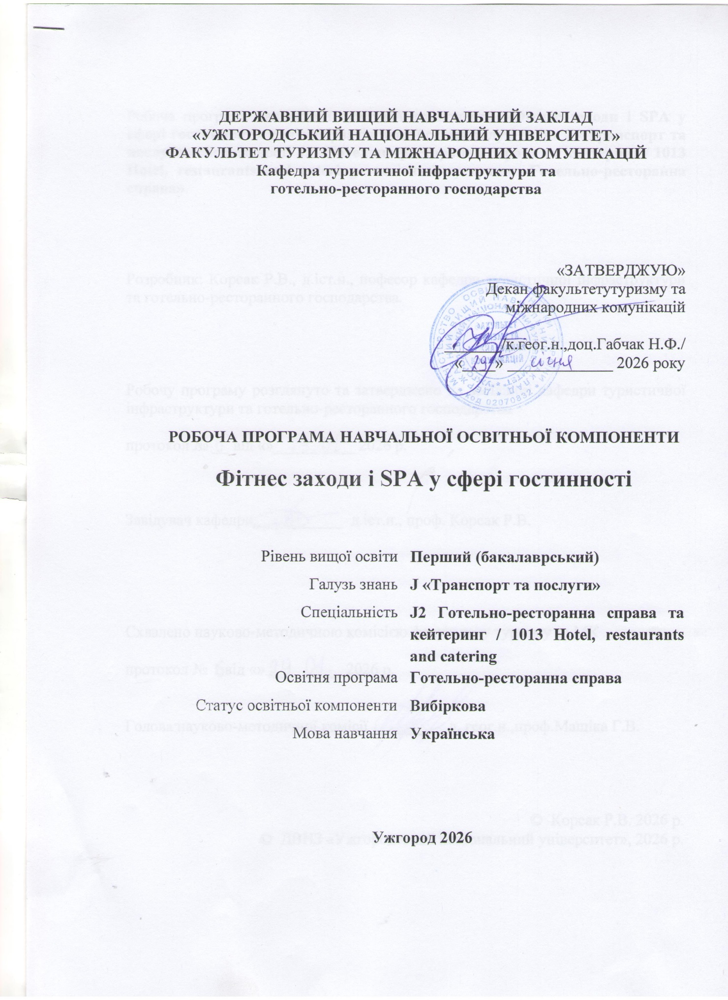 ДЕРЖАВНИЙ ВИЩИЙ НАВЧАЛЬНИЙ ЗАКЛАД
«УЖГОРОДСЬКИЙ НАЦІОНАЛЬНИЙ УНІВЕРСИТЕТ»
ФАКУЛЬТЕТ ТУРИЗМУ ТА МІЖНАРОДНИХ КОМУНІКАЦІЙ
Кафедра туристичної інфраструктури та
готельно-ресторанного господарства
«ЗАТВЕРДЖУЮ»
Декан факультетутуризму та
міжнародних комунікацій
/к.геог.н.,доц.Габчак Н.Ф./
«29» січня 2026 року
код 02070832
РОБОЧА ПРОГРАМА НАВЧАЛЬНОЇ ОСВІТНЬОЇ КОМПОНЕНТИ
Фітнес заходи і SPA у сфері гостинності
Рівень вищої освіти Перший (бакалаврський)
Галузь знань J «Транспорт та послуги»
Спеціальність J2 Готельно-ресторанна справа та
кейтеринг / 1013 Hotel, restaurants
and catering
Освітня програма Готельно-ресторанна справа
Статус освітньої компоненти Вибіркова
Мова навчання Українська
Ужгород 2026